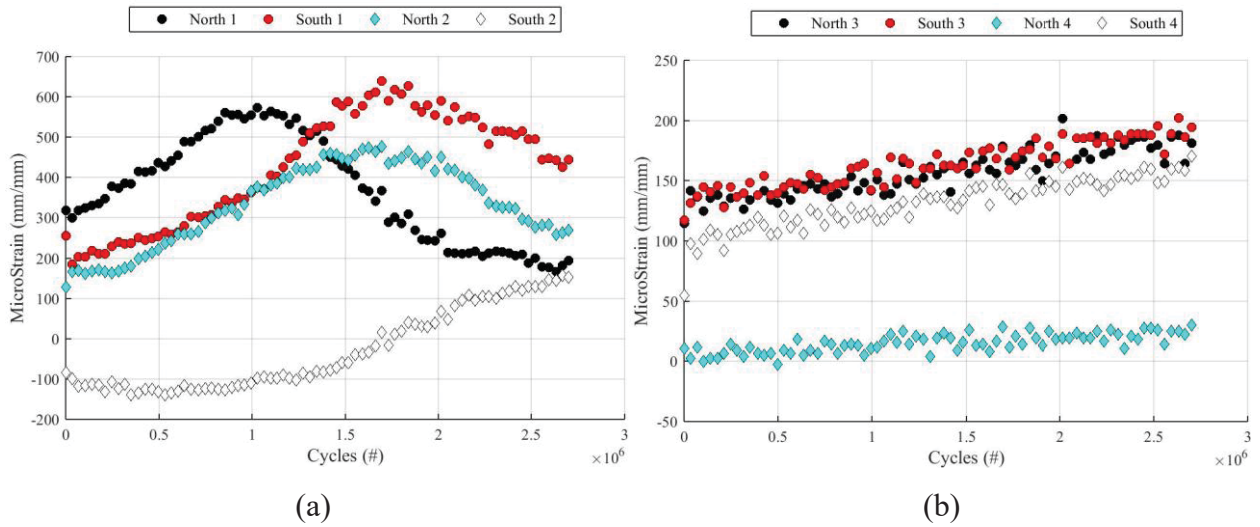 North 1 South 1 North 2 South 2
700
600
500
400
300
200
100
0
-100
-200
MicroStrain (mm/mm)
0 0.5 1 1.5 2 2.5 3
×10^6
Cycles (#)
(a)
North 3 South 3 North 4 South 4
250
200
150
100
50
0
-50
MicroStrain (mm/mm)
0 0.5 1 1.5 2 2.5 3
×10^6
Cycles (#)
(b)